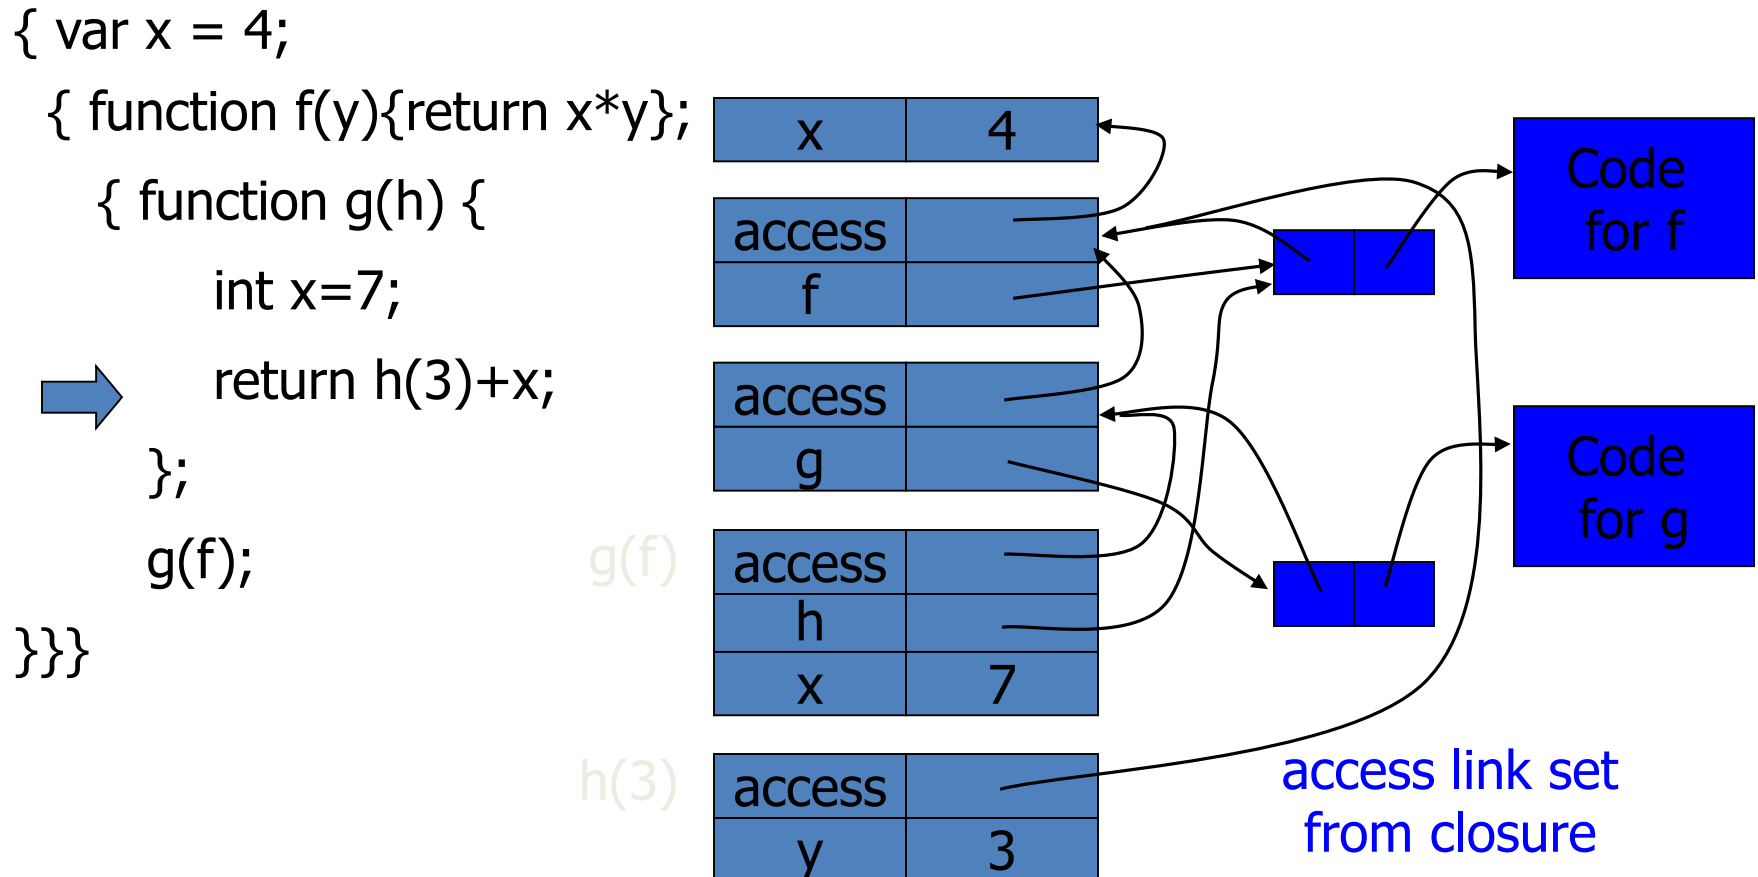 { var x = 4;
{ function f(y){return x*y};
{ function g(h) {
int x=7;
return h(3)+x;
};
g(f);
}}}
x 4
access
f
access
g
g(f)
access
h
x 7
h(3)
access
y 3
Code
for f
Code
for g
access link set
from closure